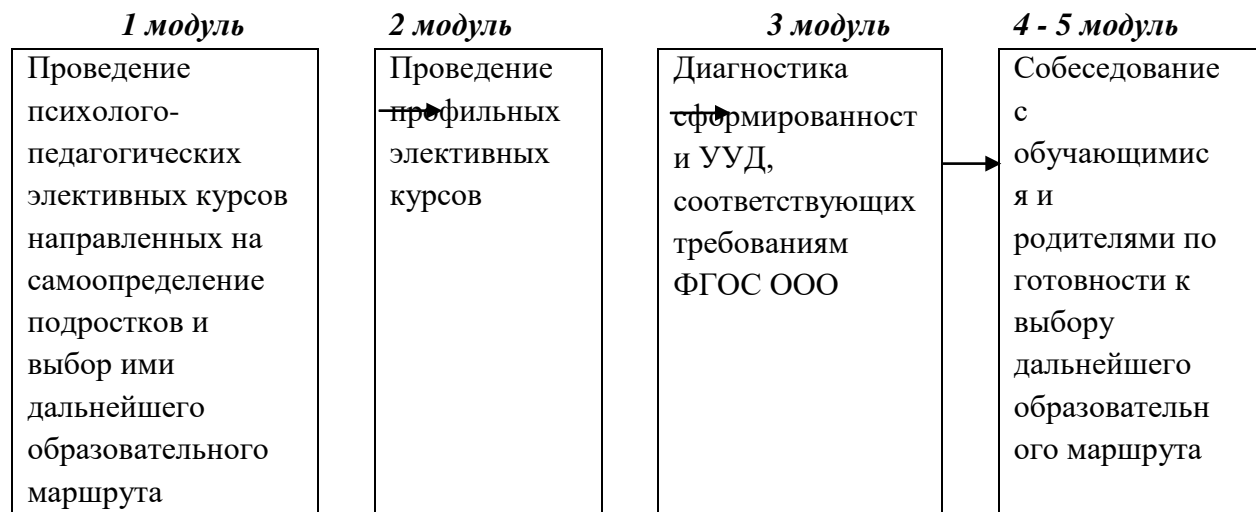 1 модуль
Проведение
психолого-
педагогических
элективных курсов
направленных на
самоопределение
подростков и
выбор ими
дальнейшего
образовательного
маршрута
2 модуль
Проведение
профильных
элективных
курсов
3 модуль
Диагностика
сформированност
и УУД,
соответствующих
требованиям
ФГОС ООО
4 - 5 модуль
Собеседование
с
обучающимис
я и
родителями по
готовности к
выбору
дальнейшего
образовательн
ого маршрута